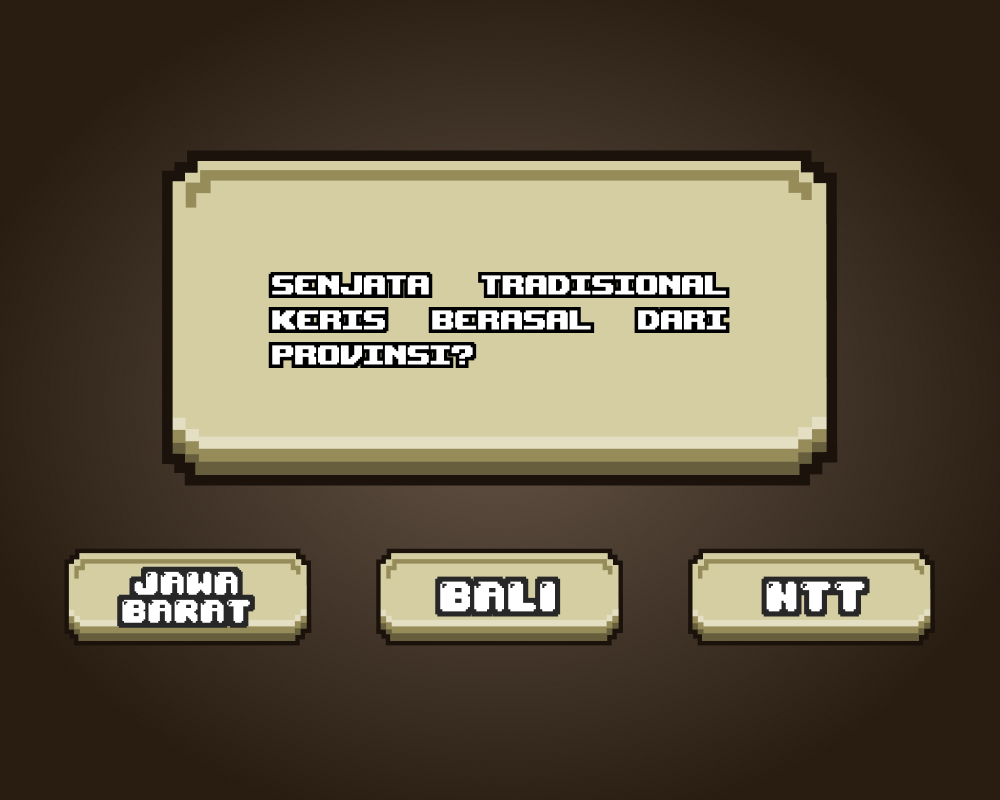 SENJATA TRADISIONAL
KERIS BERASAL DARI
PROVINSI?
JAWA
BARAT
BALI
NTT